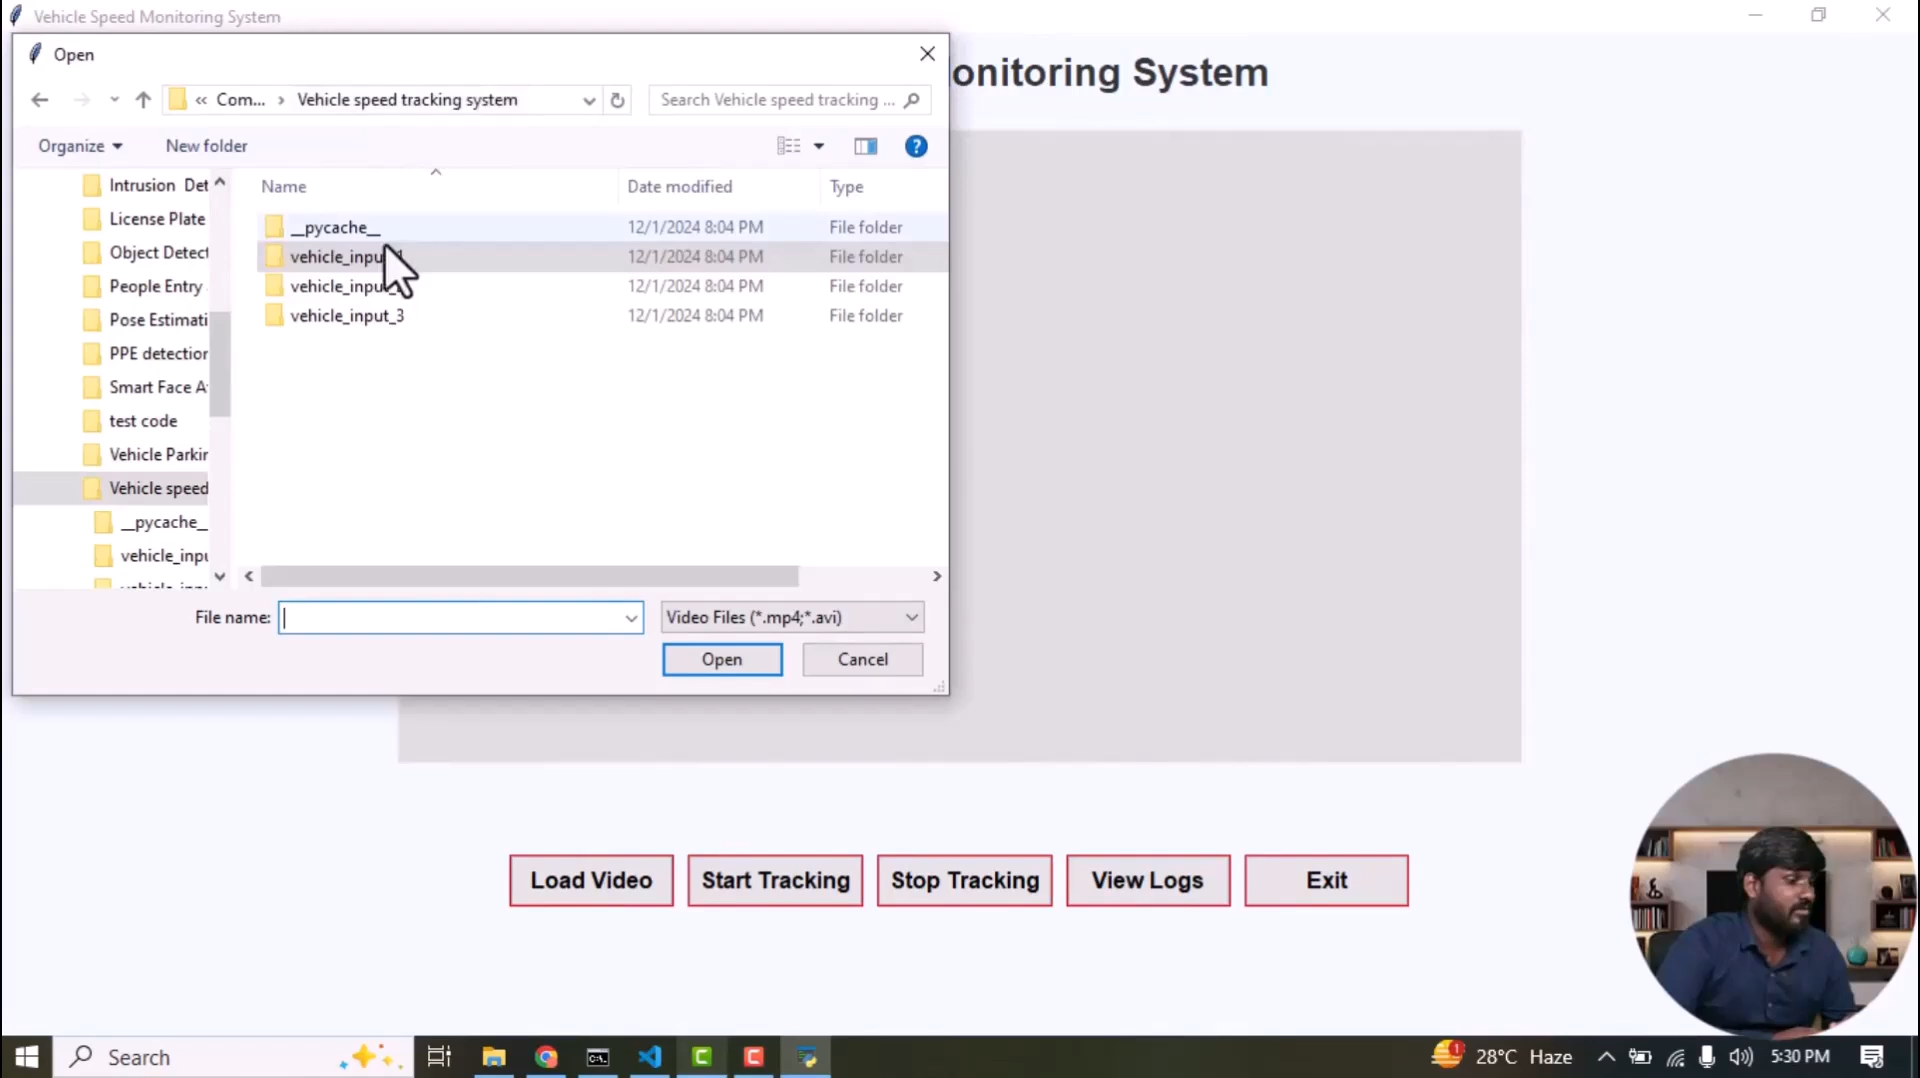 Vehicle Speed Monitoring System
Open
onitoring System
« Com... › Vehicle speed tracking system
Search Vehicle speed tracking ...
Organize
New folder
Name
Date modified
Type
__pycache__
12/1/2024 8:04 PM
File folder
vehicle_inpu
12/1/2024 8:04 PM
File folder
vehicle_input_
12/1/2024 8:04 PM
File folder
vehicle_input_3
12/1/2024 8:04 PM
File folder
Intrusion Det
License Plate
Object Detect
People Entry
Pose Estimati
PPE detection
Smart Face A
test code
Vehicle Parkin
Vehicle speed
__pycache__
vehicle_inpu
File name:
Video Files (*.mp4;*.avi)
Open
Cancel
Load Video
Start Tracking
Stop Tracking
View Logs
Exit
Search
28°C Haze
5:30 PM